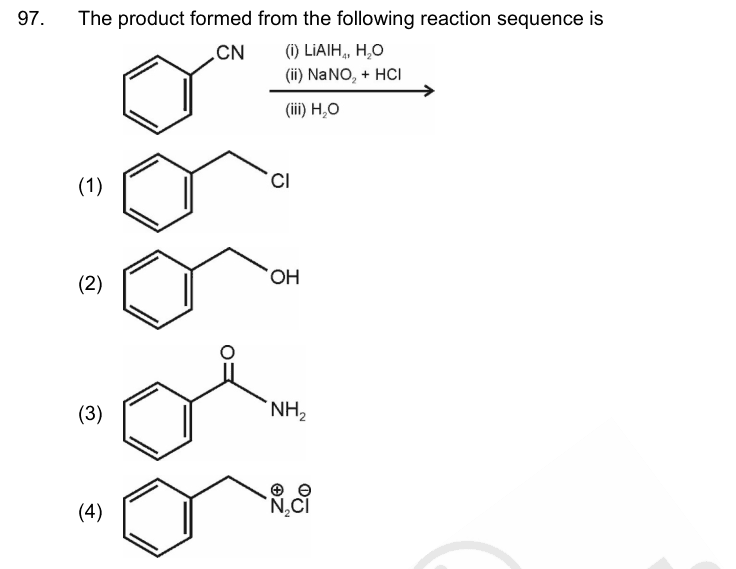 97. The product formed from the following reaction sequence is
CN
(i) LiAlH₄, H₂O
(ii) NaNO₂ + HCl
(iii) H₂O
(1)
Cl
(2)
OH
(3)
O
NH₂
(4)
⊕ ⊖
N₂Cl